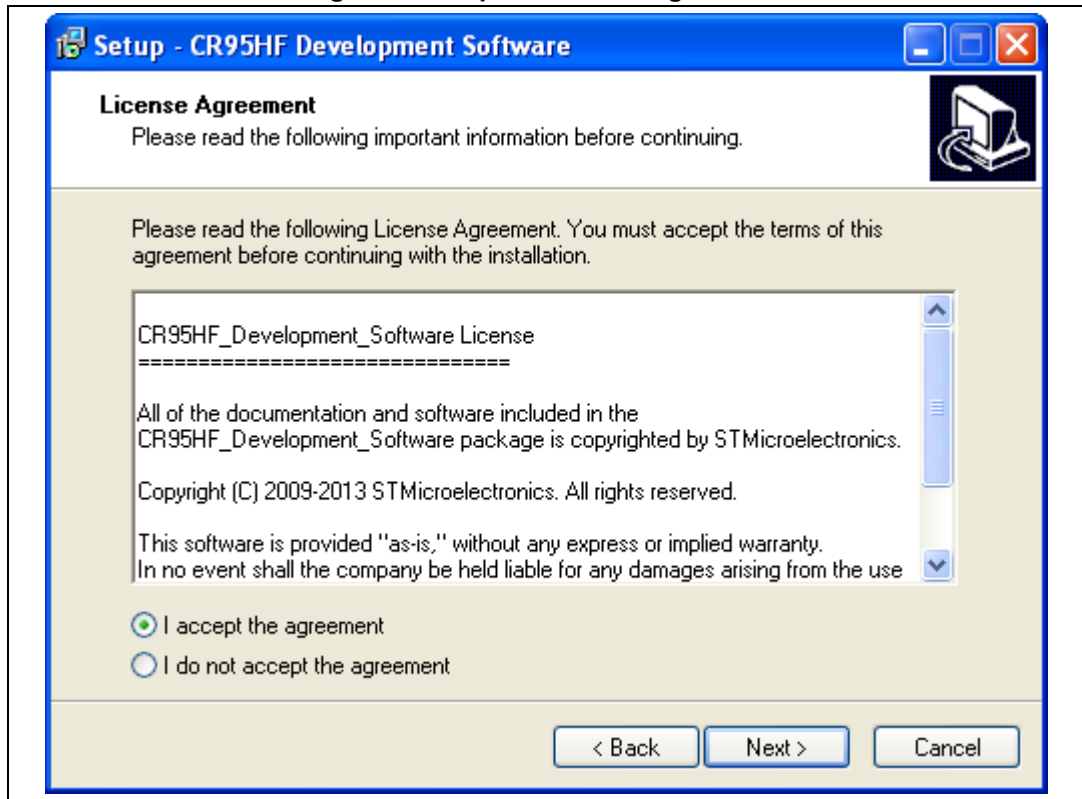 Setup - CR95HF Development Software
License Agreement
Please read the following important information before continuing.
Please read the following License Agreement. You must accept the terms of this
agreement before continuing with the installation.
CR95HF_Development_Software License
===============================
All of the documentation and software included in the
CR95HF_Development_Software package is copyrighted by STMicroelectronics.
Copyright (C) 2009-2013 STMicroelectronics. All rights reserved.
This software is provided "as-is," without any express or implied warranty.
In no event shall the company be held liable for any damages arising from the use
I accept the agreement
I do not accept the agreement
< Back
Next >
Cancel